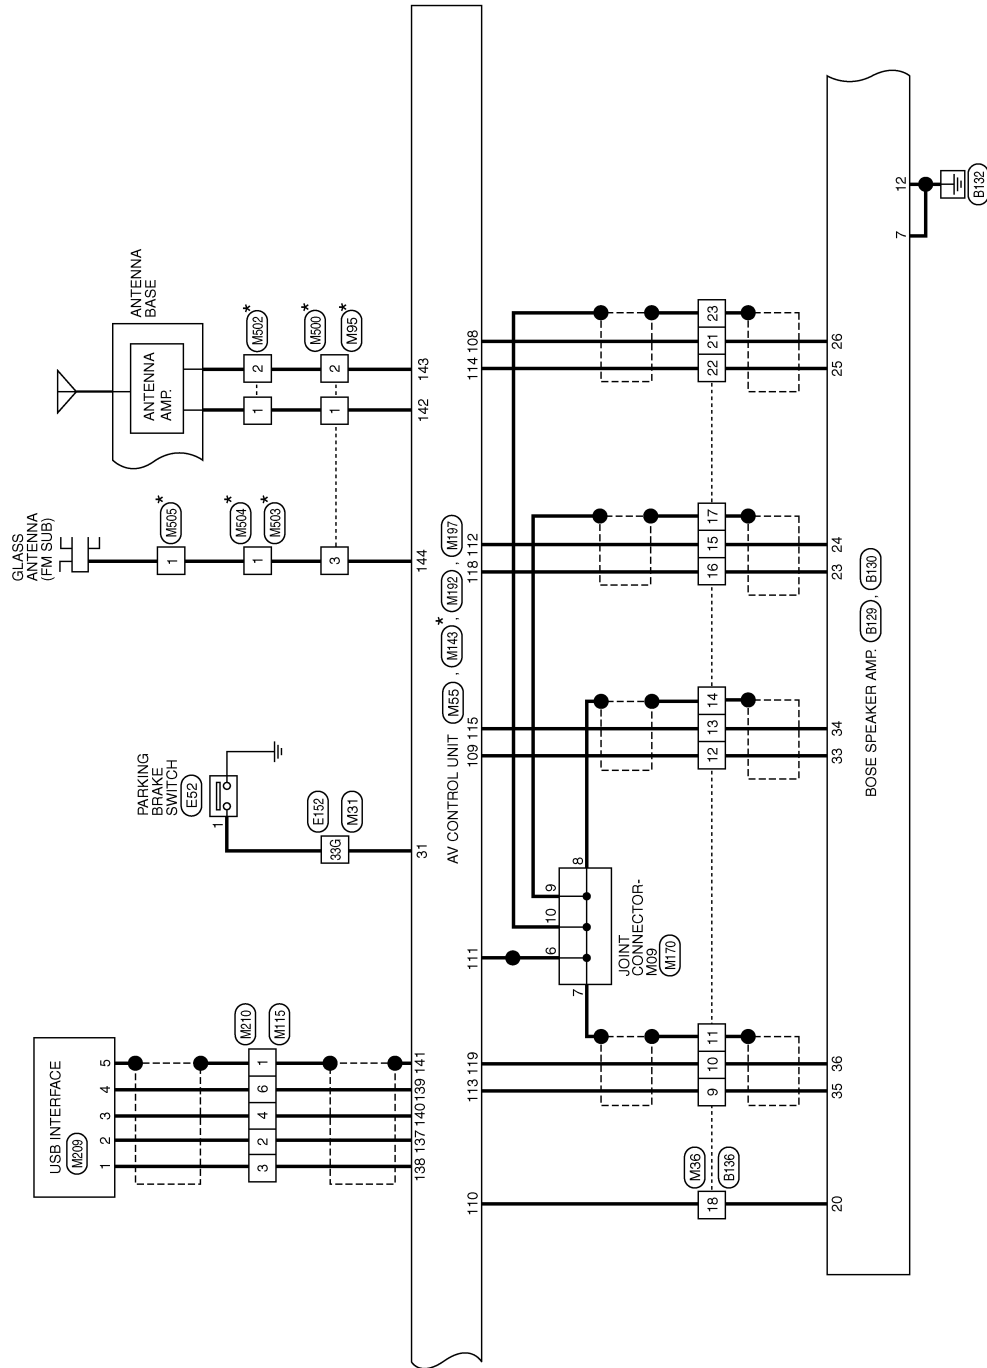 USB INTERFACE
M209
1
2
3
4
5
3
2
4
6
1
M210
M115
138
137
140
139
141
PARKING
BRAKE
SWITCH
E52
1
33G
E152
M31
31
GLASS
ANTENNA
(FM SUB)
1
M505
*
1
M504
*
M503
*
3
144
ANTENNA
BASE
ANTENNA
AMP.
1
2
M502
*
1
2
M500
*
M95
*
142
143
AV CONTROL UNIT M55 , M143 * , M192 , M197
110
113
119
111
109
115
118
112
114
108
7
6
10
9
8
JOINT
CONNECTOR-
M09
M170
M36
B136
18
9
10
11
12
13
14
16
15
17
22
21
23
20
35
36
33
34
23
24
25
26
BOSE SPEAKER AMP. B129 , B130
7
12
B132